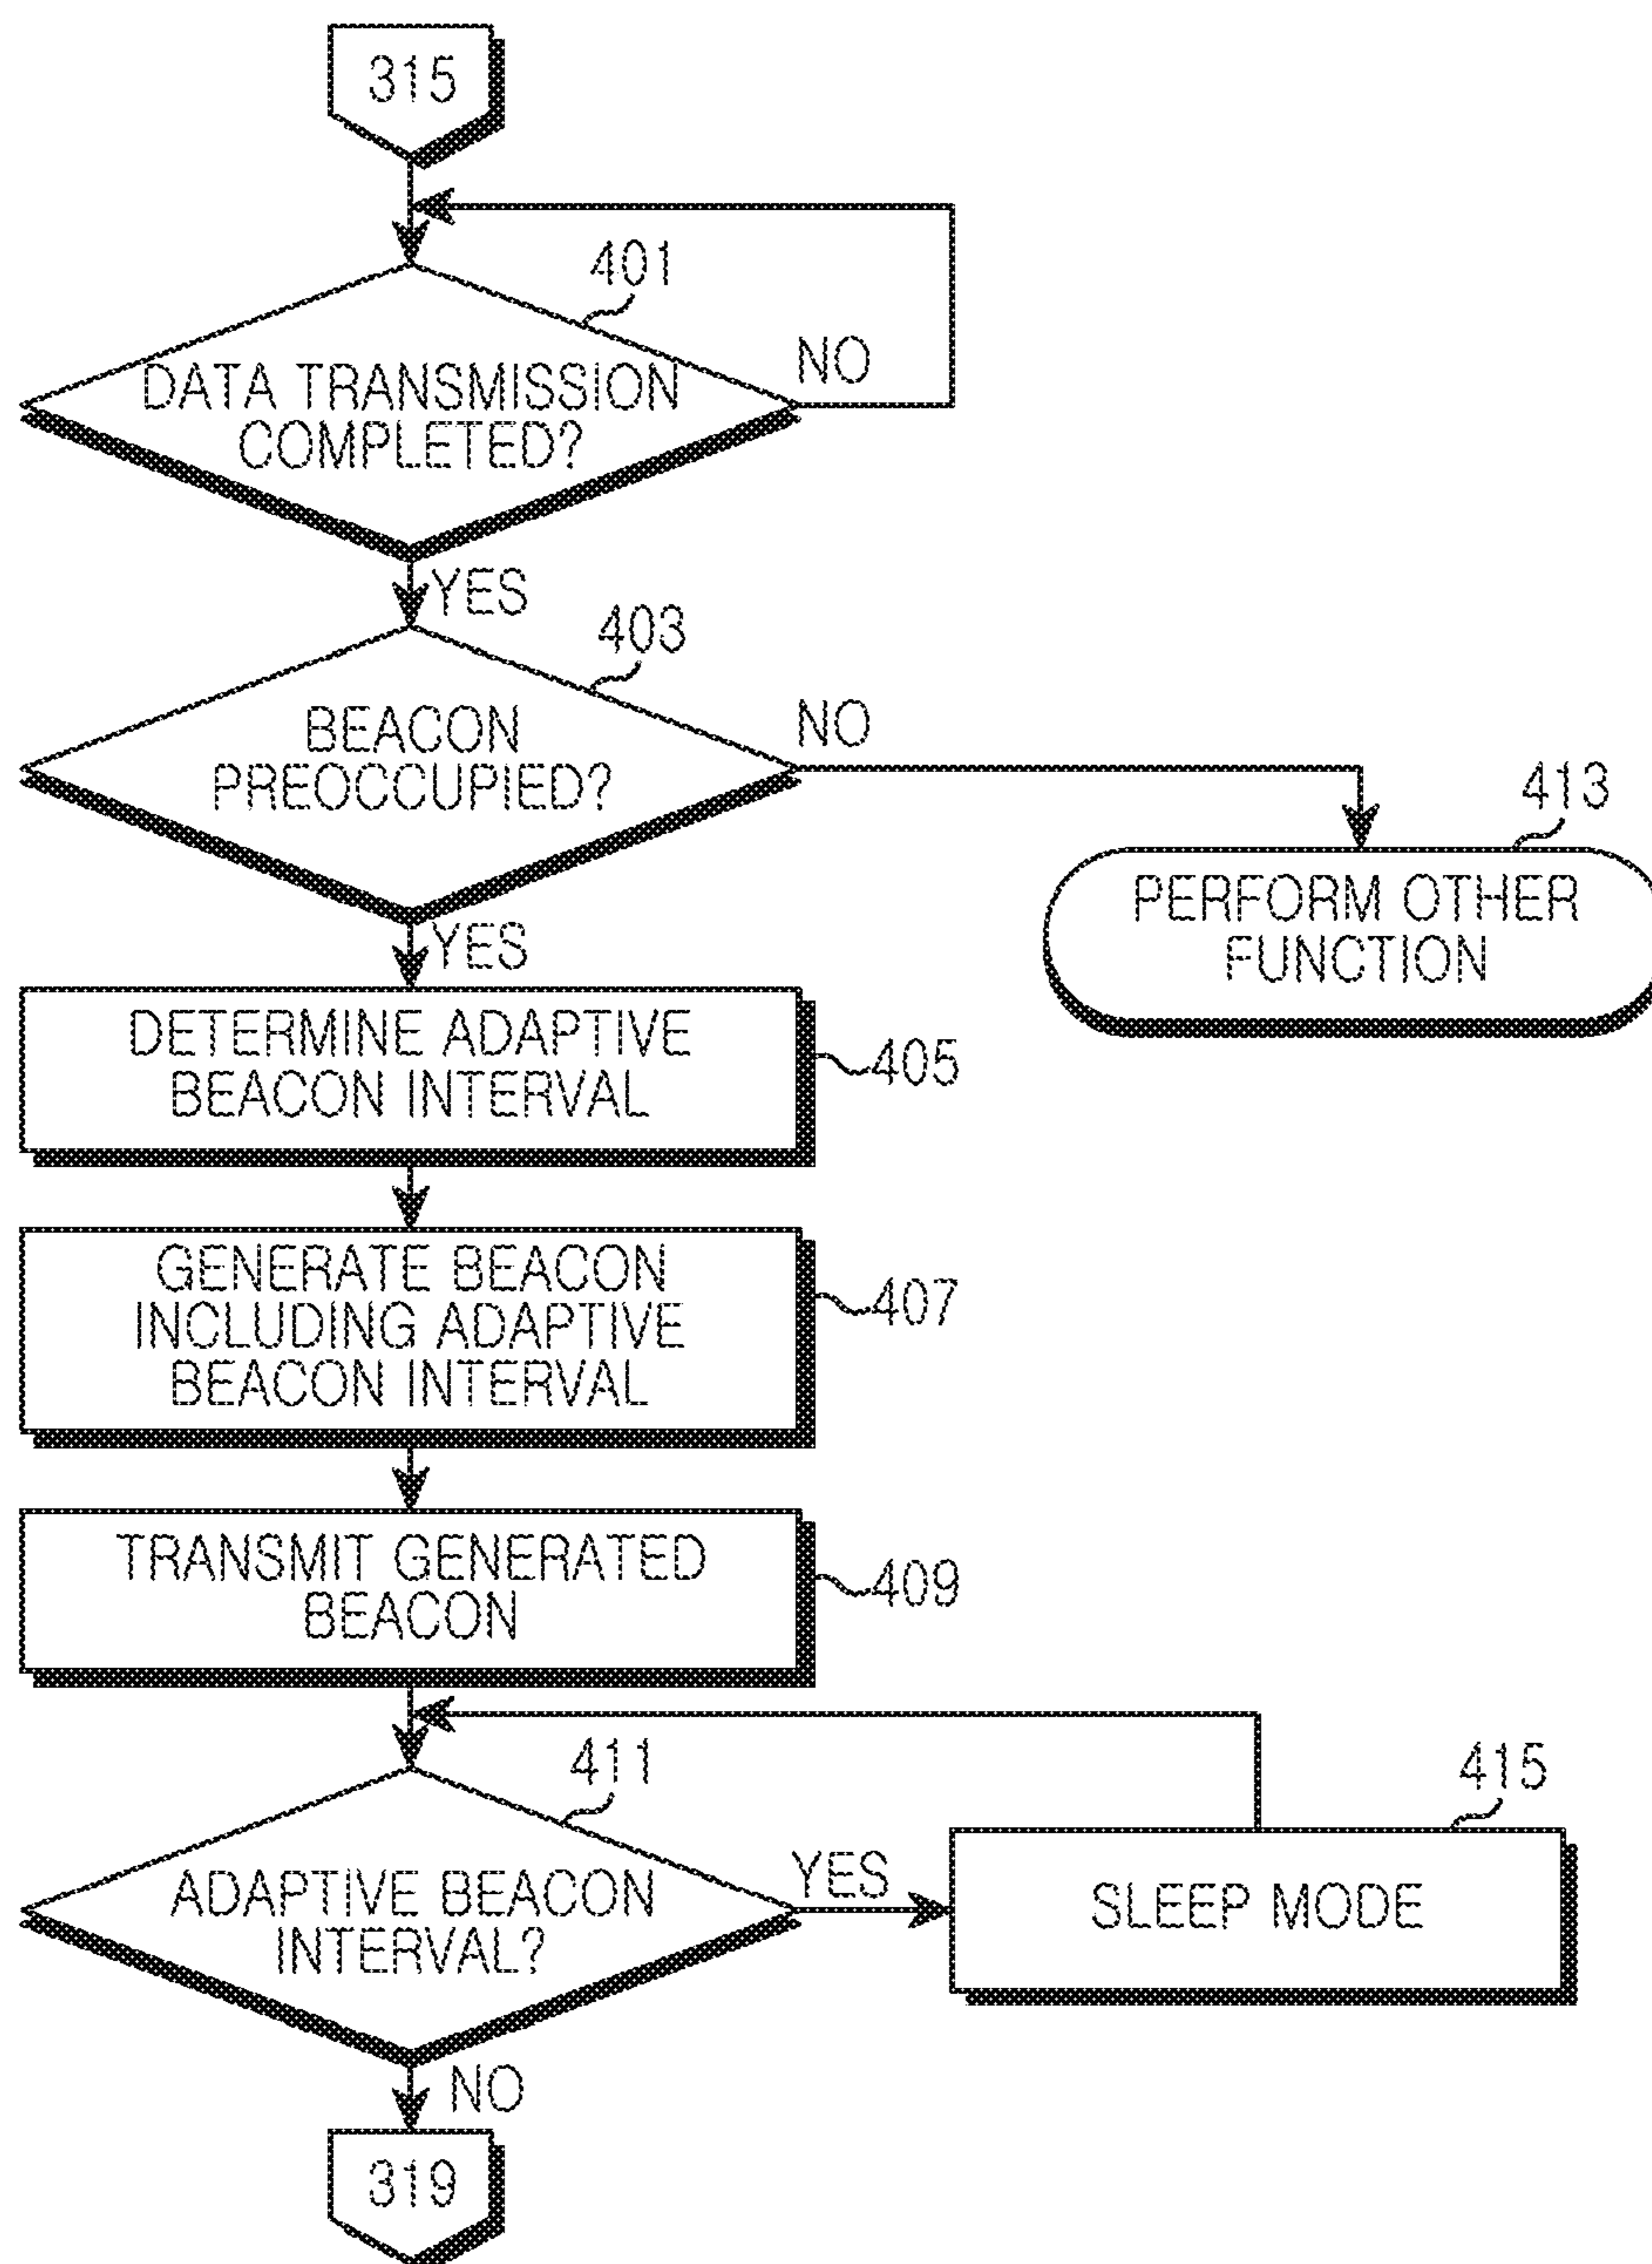 315
401
DATA TRANSMISSION
COMPLETED?
NO
YES
403
BEACON
PREOCCUPIED?
NO
413
PERFORM OTHER
FUNCTION
YES
DETERMINE ADAPTIVE
BEACON INTERVAL
405
GENERATE BEACON
INCLUDING ADAPTIVE
BEACON INTERVAL
407
TRANSMIT GENERATED
BEACON
409
411
ADAPTIVE BEACON
INTERVAL?
YES
415
SLEEP MODE
NO
319